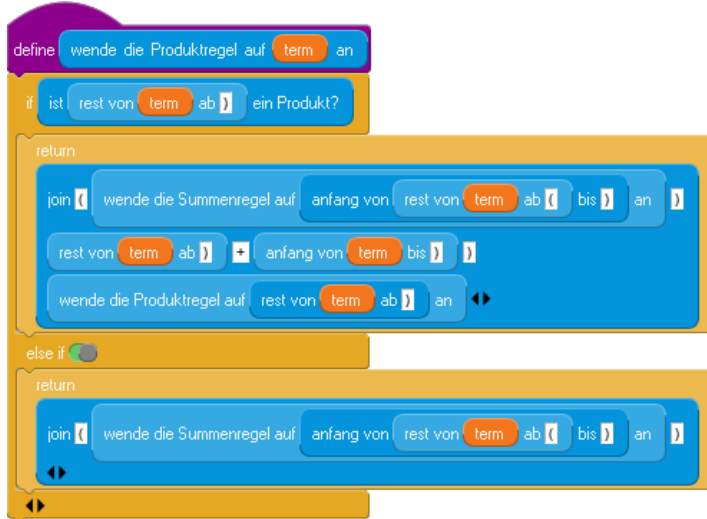 define wende die Produktregel auf term an
if ist rest von term ab ) ein Produkt?
return
join ( wende die Summenregel auf anfang von rest von term ab ( bis ) an )
rest von term ab ) + anfang von term bis ) )
wende die Produktregel auf rest von term ab ) an
else if
return
join ( wende die Summenregel auf anfang von rest von term ab ( bis ) an )